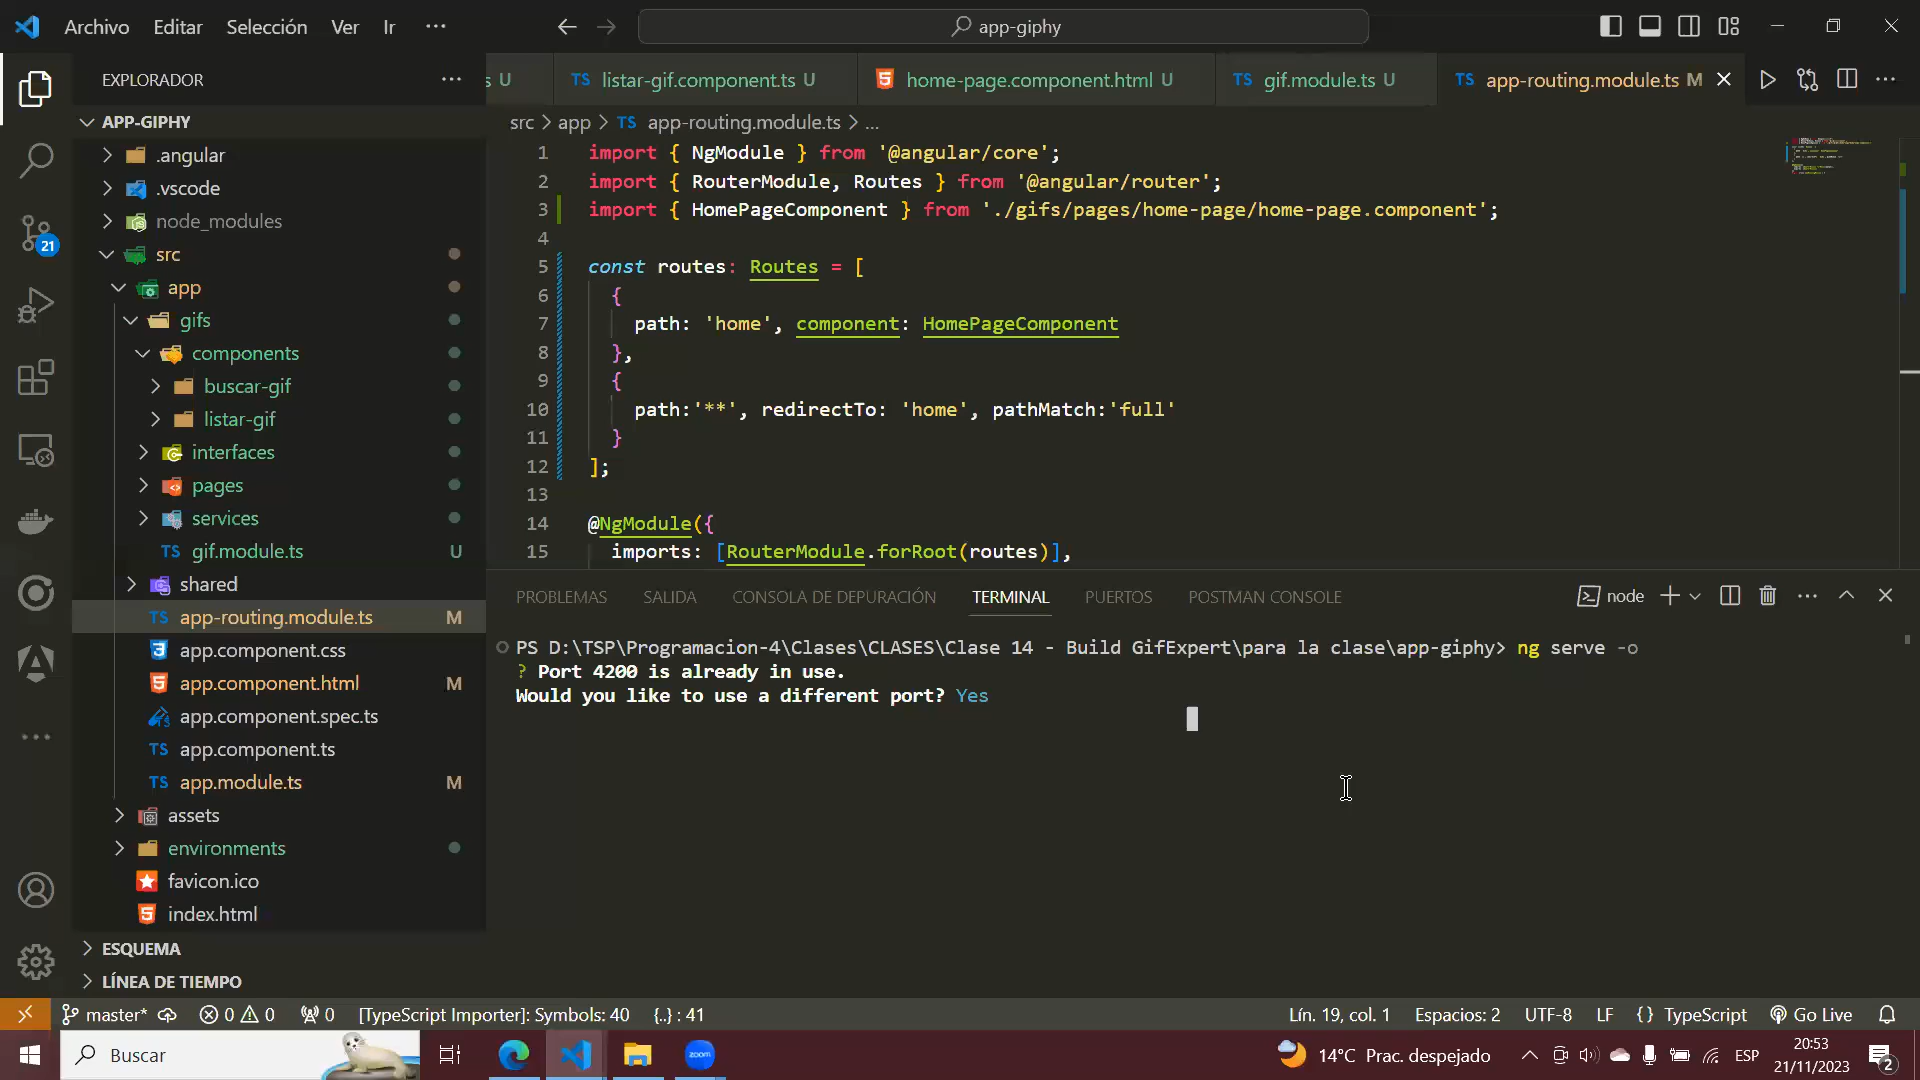 Archivo Editar Selección Ver Ir ··· app-giphy
EXPLORADOR ···
APP-GIPHY
.angular
.vscode
node_modules
src
app
gifs
components
buscar-gif
listar-gif
interfaces
pages
services
TS gif.module.ts U
shared
TS app-routing.module.ts M
app.component.css
app.component.html M
app.component.spec.ts
TS app.component.ts
TS app.module.ts M
assets
environments
favicon.ico
index.html
ESQUEMA
LÍNEA DE TIEMPO
21
s U TS listar-gif.component.ts U home-page.component.html U TS gif.module.ts U TS app-routing.module.ts M
src > app > TS app-routing.module.ts > ...
1 import { NgModule } from '@angular/core';
2 import { RouterModule, Routes } from '@angular/router';
3 import { HomePageComponent } from './gifs/pages/home-page/home-page.component';
4
5 const routes: Routes = [
6 {
7 path: 'home', component: HomePageComponent
8 },
9 {
10 path:'**', redirectTo: 'home', pathMatch:'full'
11 }
12 ];
13
14 @NgModule({
15 imports: [RouterModule.forRoot(routes)],
PROBLEMAS SALIDA CONSOLA DE DEPURACIÓN TERMINAL PUERTOS POSTMAN CONSOLE node
PS D:\TSP\Programacion-4\Clases\CLASES\Clase 14 - Build GifExpert\para la clase\app-giphy> ng serve -o
? Port 4200 is already in use.
Would you like to use a different port? Yes
master* 0 0 0 [TypeScript Importer]: Symbols: 40 {..} : 41 Lín. 19, col. 1 Espacios: 2 UTF-8 LF {} TypeScript Go Live
Buscar zoom 14°C Prac. despejado ESP 20:53
21/11/2023 2